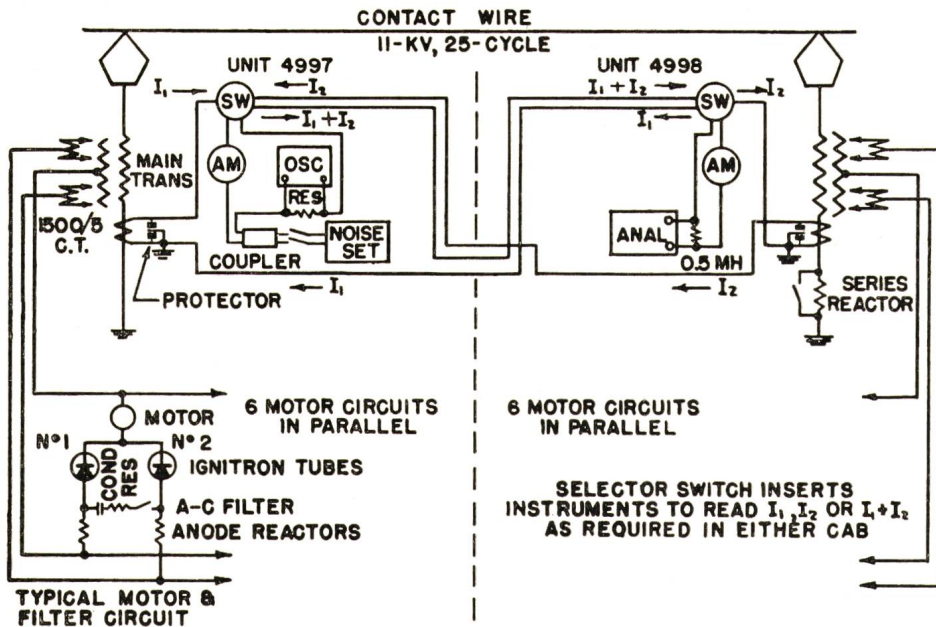 CONTACT WIRE
11-KV, 25-CYCLE
UNIT 4997
UNIT 4998
I₁
I₂
I₁+I₂
I₂
SW
I₁+I₂
I₁
SW
AM
OSC
RES
AM
MAIN
TRANS
1500/5
C.T.
COUPLER
NOISE
SET
ANAL
0.5 MH
I₁
I₂
PROTECTOR
SERIES
REACTOR
MOTOR
6 MOTOR CIRCUITS
IN PARALLEL
6 MOTOR CIRCUITS
IN PARALLEL
Nº1
Nº2
COND
RES
IGNITRON TUBES
A-C FILTER
ANODE REACTORS
SELECTOR SWITCH INSERTS
INSTRUMENTS TO READ I₁, I₂ OR I₁+I₂
AS REQUIRED IN EITHER CAB
TYPICAL MOTOR &
FILTER CIRCUIT